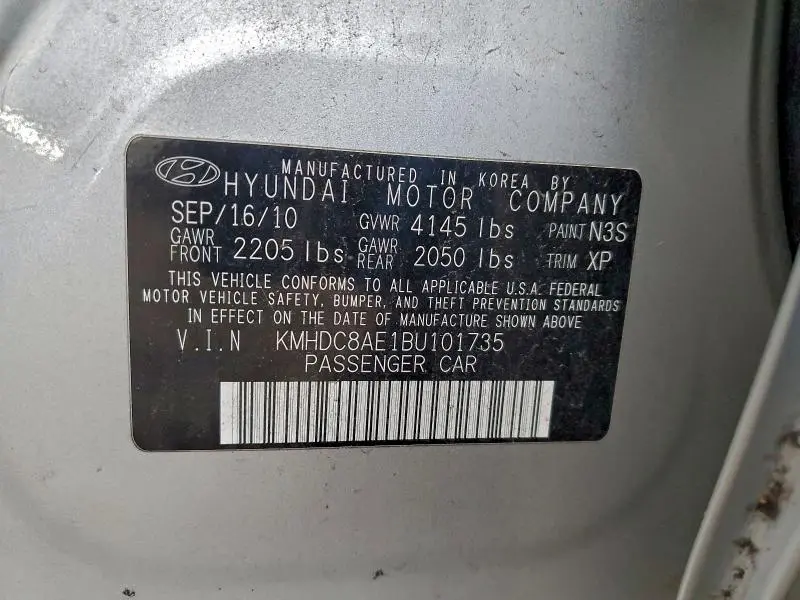 MANUFACTURED IN KOREA BY
HYUNDAI MOTOR COMPANY
SEP/16/10 GVWR 4145 lbs PAINT N3S
GAWR FRONT 2205 lbs GAWR REAR 2050 lbs TRIM XP
THIS VEHICLE CONFORMS TO ALL APPLICABLE U.S.A. FEDERAL
MOTOR VEHICLE SAFETY, BUMPER, AND THEFT PREVENTION STANDARDS
IN EFFECT ON THE DATE OF MANUFACTURE SHOWN ABOVE
V.I.N KMHDC8AE1BU101735
PASSENGER CAR